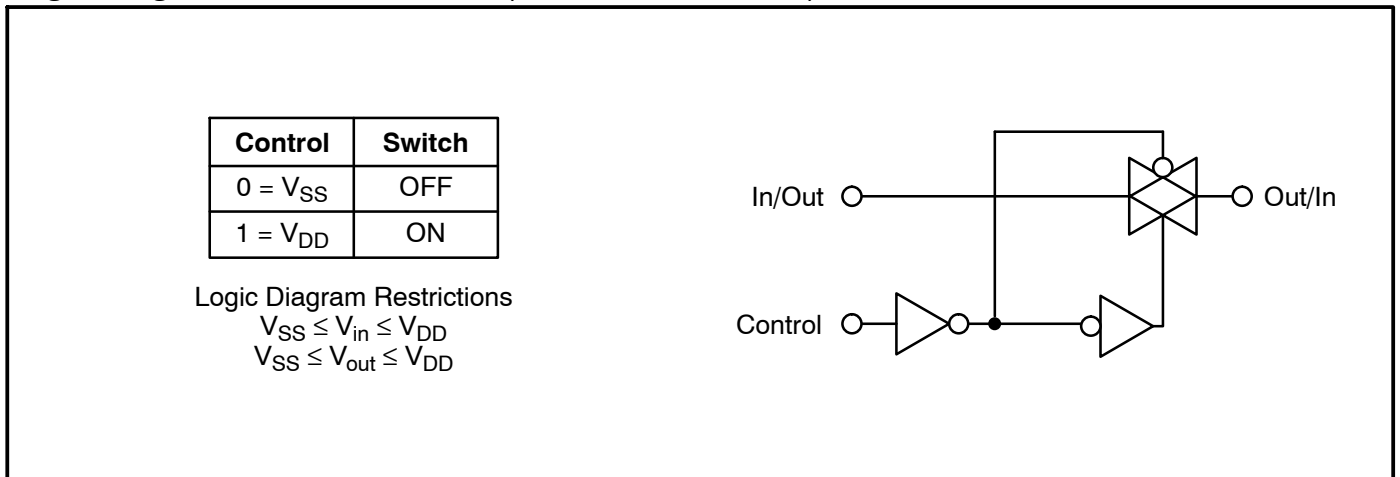 Control Switch
0 = VSS OFF
1 = VDD ON
Logic Diagram Restrictions
VSS ≤ Vin ≤ VDD
VSS ≤ Vout ≤ VDD
In/Out
Out/In
Control